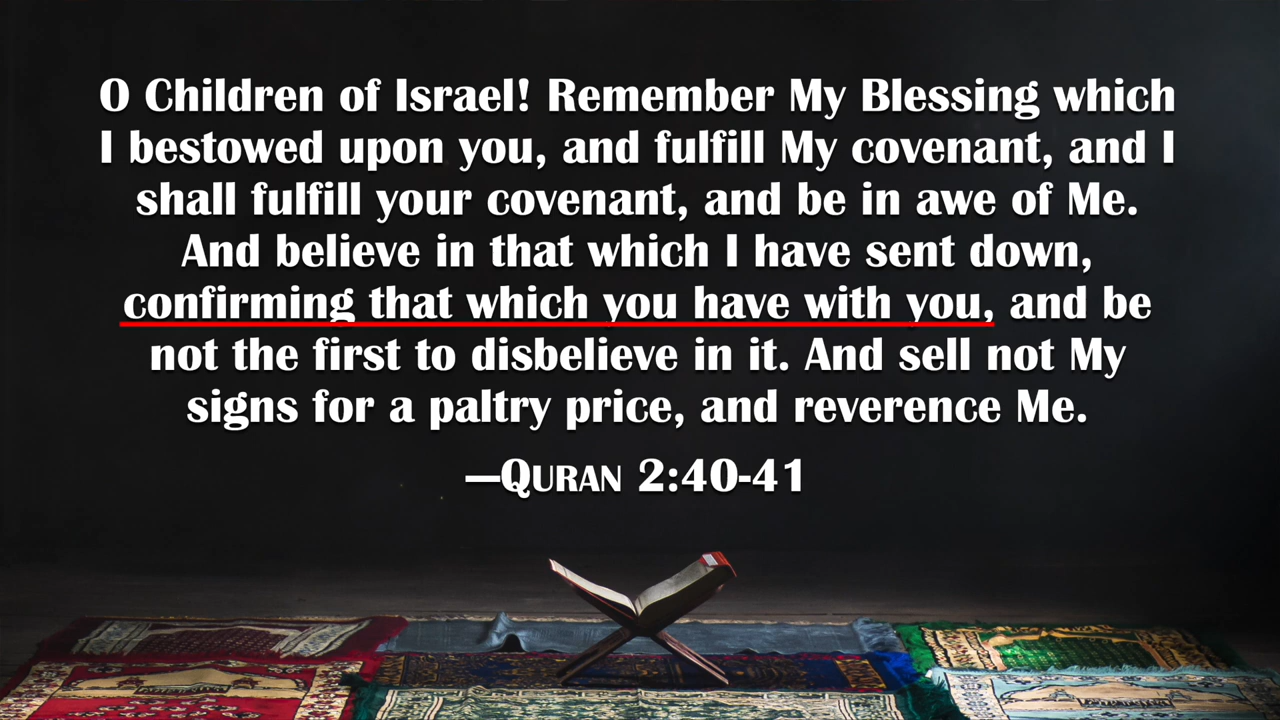 O Children of Israel! Remember My Blessing which
I bestowed upon you, and fulfill My covenant, and I
shall fulfill your covenant, and be in awe of Me.
And believe in that which I have sent down,
confirming that which you have with you, and be
not the first to disbelieve in it. And sell not My
signs for a paltry price, and reverence Me.
—QURAN 2:40-41